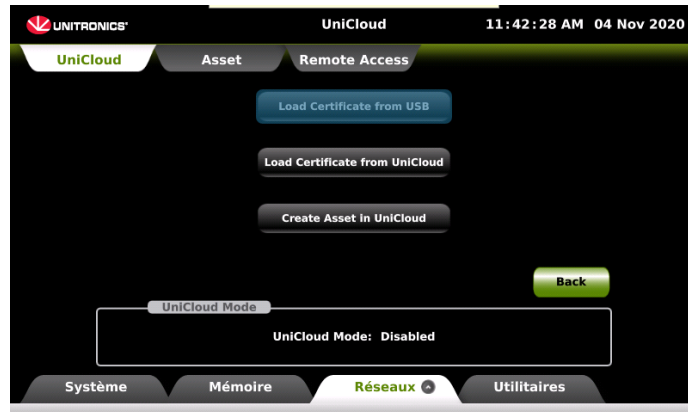 UNITRONICS UniCloud 11:42:28 AM 04 Nov 2020
UniCloud Asset Remote Access
Load Certificate from USB
Load Certificate from UniCloud
Create Asset in UniCloud
Back
UniCloud Mode
UniCloud Mode: Disabled
Système Mémoire Réseaux Utilitaires